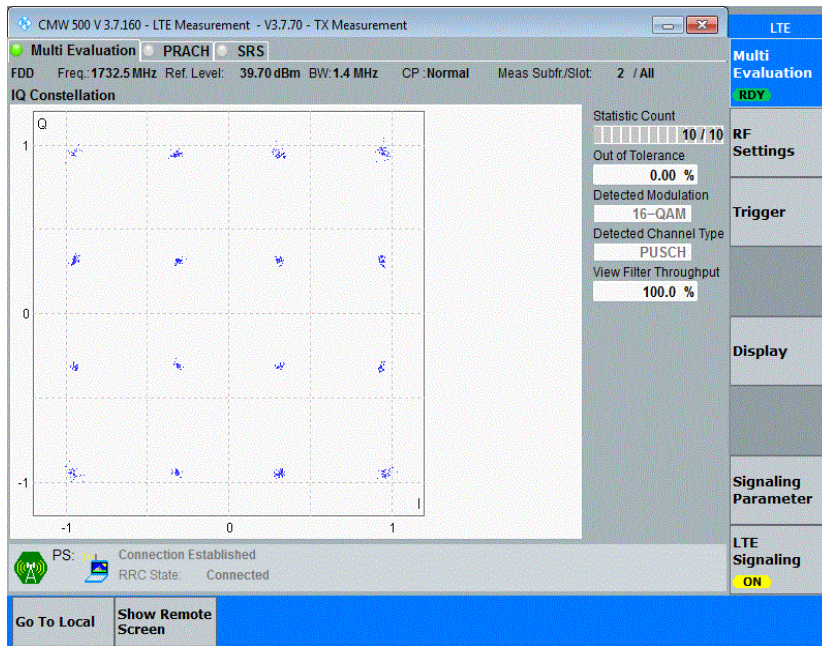 CMW 500 V 3.7.160 - LTE Measurement - V3.7.70 - TX Measurement
LTE
Multi Evaluation PRACH SRS
Multi
Evaluation
RDY
FDD Freq.: 1732.5 MHz Ref. Level: 39.70 dBm BW: 1.4 MHz CP : Normal Meas Subfr./Slot: 2 / All
IQ Constellation
Q
1
0
-1
I
-1 0 1
Statistic Count
10 / 10
Out of Tolerance
0.00 %
Detected Modulation
16-QAM
Detected Channel Type
PUSCH
View Filter Throughput
100.0 %
RF
Settings
Trigger
Display
Signaling
Parameter
LTE
Signaling
ON
PS: Connection Established
RRC State: Connected
Go To Local
Show Remote
Screen